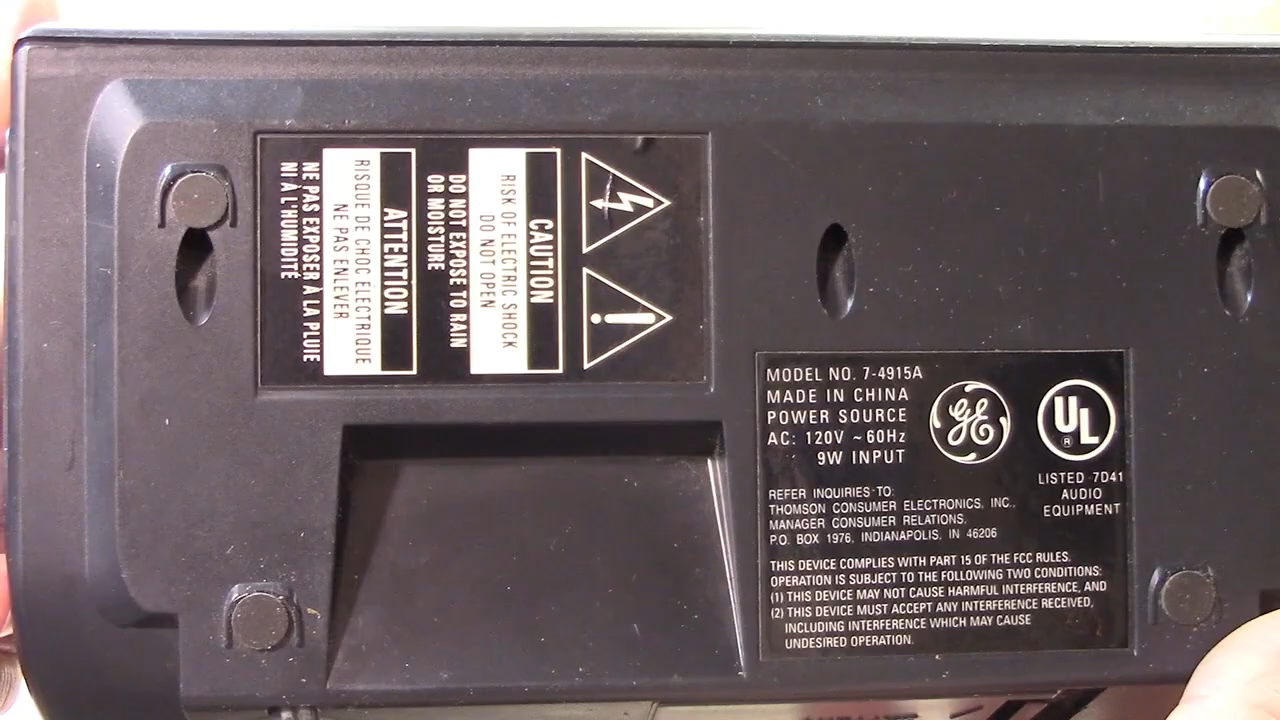 CAUTION
RISK OF ELECTRIC SHOCK
DO NOT OPEN
DO NOT EXPOSE TO RAIN
OR MOISTURE
ATTENTION
RISQUE DE CHOC ÉLECTRIQUE
NE PAS ENLEVER
NE PAS EXPOSER À LA PLUIE
NI À L'HUMIDITÉ
MODEL NO. 7-4915A
MADE IN CHINA
POWER SOURCE
AC: 120V ~ 60Hz
9W INPUT
GE
UL
®
LISTED 7D41
AUDIO
EQUIPMENT
REFER INQUIRIES TO:
THOMSON CONSUMER ELECTRONICS, INC.,
MANAGER CONSUMER RELATIONS,
P.O. BOX 1976, INDIANAPOLIS, IN 46206
THIS DEVICE COMPLIES WITH PART 15 OF THE FCC RULES.
OPERATION IS SUBJECT TO THE FOLLOWING TWO CONDITIONS:
(1) THIS DEVICE MAY NOT CAUSE HARMFUL INTERFERENCE, AND
(2) THIS DEVICE MUST ACCEPT ANY INTERFERENCE RECEIVED,
INCLUDING INTERFERENCE WHICH MAY CAUSE
UNDESIRED OPERATION.